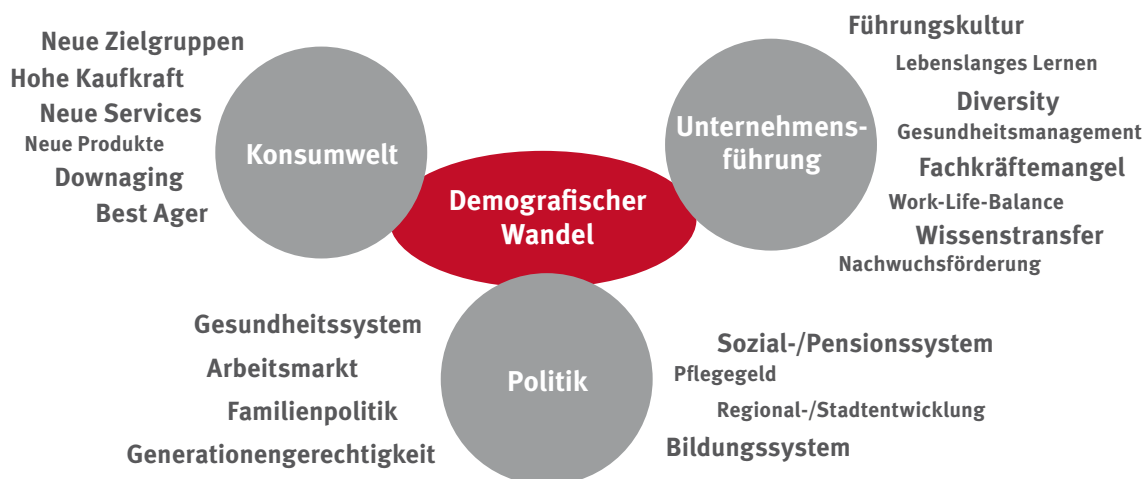 Neue Zielgruppen
Hohe Kaufkraft
Neue Services
Neue Produkte
Downaging
Best Ager
Konsumwelt
Demografischer
Wandel
Unternehmens-
führung
Führungskultur
Lebenslanges Lernen
Diversity
Gesundheitsmanagement
Fachkräftemangel
Work-Life-Balance
Wissenstransfer
Nachwuchsförderung
Gesundheitssystem
Arbeitsmarkt
Familienpolitik
Generationengerechtigkeit
Politik
Sozial-/Pensionssystem
Pflegegeld
Regional-/Stadtentwicklung
Bildungssystem